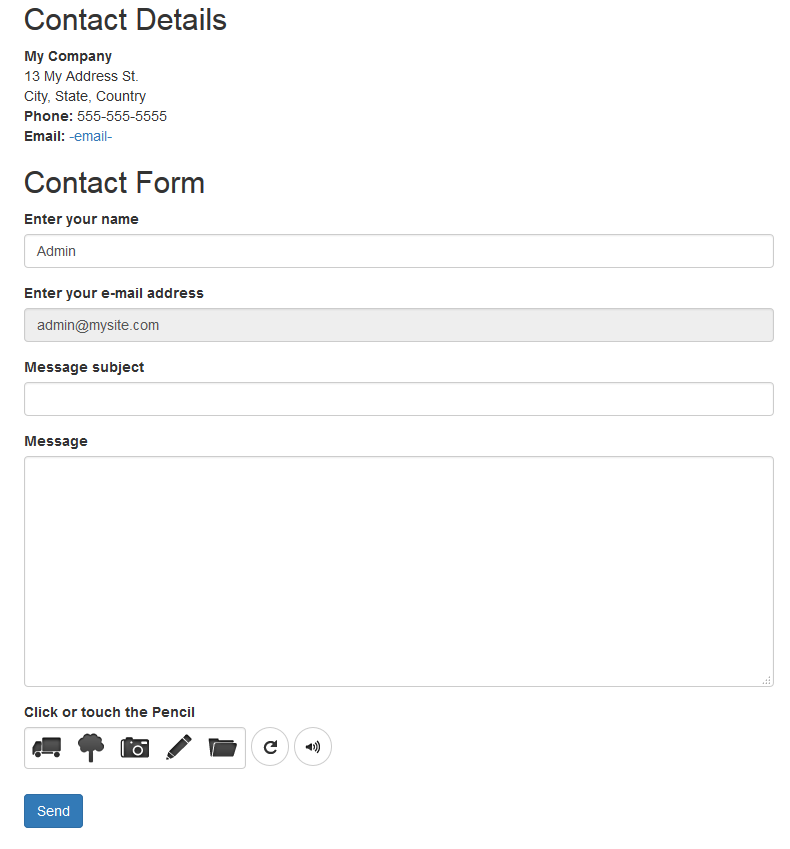 Contact Details
My Company
13 My Address St.
City, State, Country
Phone: 555-555-5555
Email: -email-
Contact Form
Enter your name
Admin
Enter your e-mail address
admin@mysite.com
Message subject
Message
Click or touch the Pencil
Send